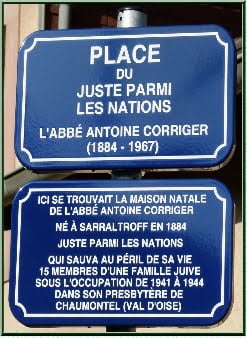 PLACE
DU
JUSTE PARMI
LES NATIONS
L'ABBÉ ANTOINE CORRIGER
(1884 - 1967)
ICI SE TROUVAIT LA MAISON NATALE
DE L'ABBÉ ANTOINE CORRIGER
NÉ À SARRALTROFF EN 1884
JUSTE PARMI LES NATIONS
QUI SAUVA AU PÉRIL DE SA VIE
15 MEMBRES D'UNE FAMILLE JUIVE
SOUS L'OCCUPATION DE 1941 À 1944
DANS SON PRESBYTÈRE DE
CHAUMONTEL (VAL D'OISE)